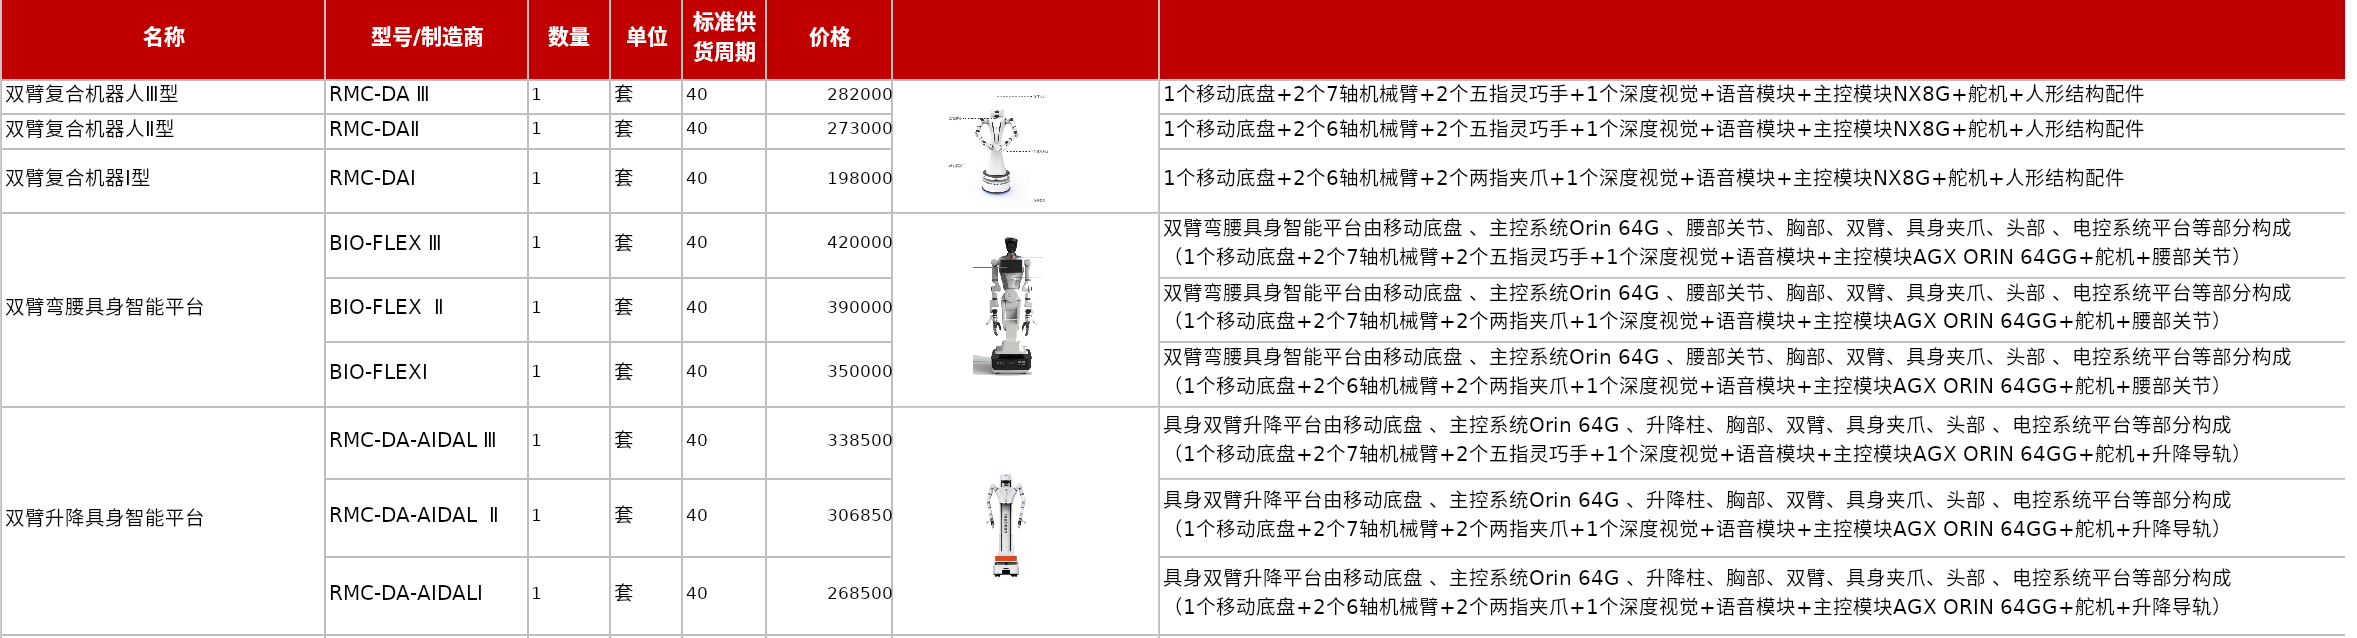 名称 型号/制造商 数量 单位 标准供货周期 价格
双臂复合机器人Ⅲ型 RMC-DA Ⅲ 1 套 40 282000 1个移动底盘+2个7轴机械臂+2个五指灵巧手+1个深度视觉+语音模块+主控模块NX8G+舵机+人形结构配件
双臂复合机器人Ⅱ型 RMC-DAⅡ 1 套 40 273000 1个移动底盘+2个6轴机械臂+2个五指灵巧手+1个深度视觉+语音模块+主控模块NX8G+舵机+人形结构配件
双臂复合机器Ⅰ型 RMC-DAⅠ 1 套 40 198000 1个移动底盘+2个6轴机械臂+2个两指夹爪+1个深度视觉+语音模块+主控模块NX8G+舵机+人形结构配件
双臂弯腰具身智能平台
BIO-FLEX Ⅲ 1 套 40 420000 双臂弯腰具身智能平台由移动底盘 、主控系统Orin 64G 、腰部关节、胸部、双臂、具身夹爪、头部 、电控系统平台等部分构成
（1个移动底盘+2个7轴机械臂+2个五指灵巧手+1个深度视觉+语音模块+主控模块AGX ORIN 64GG+舵机+腰部关节）
BIO-FLEX  Ⅱ 1 套 40 390000 双臂弯腰具身智能平台由移动底盘 、主控系统Orin 64G 、腰部关节、胸部、双臂、具身夹爪、头部 、电控系统平台等部分构成
（1个移动底盘+2个7轴机械臂+2个两指夹爪+1个深度视觉+语音模块+主控模块AGX ORIN 64GG+舵机+腰部关节）
BIO-FLEXⅠ 1 套 40 350000 双臂弯腰具身智能平台由移动底盘 、主控系统Orin 64G 、腰部关节、胸部、双臂、具身夹爪、头部 、电控系统平台等部分构成
（1个移动底盘+2个6轴机械臂+2个两指夹爪+1个深度视觉+语音模块+主控模块AGX ORIN 64GG+舵机+腰部关节）
双臂升降具身智能平台
RMC-DA-AIDAL Ⅲ 1 套 40 338500 具身双臂升降平台由移动底盘 、主控系统Orin 64G 、升降柱、胸部、双臂、具身夹爪、头部 、电控系统平台等部分构成
（1个移动底盘+2个7轴机械臂+2个五指灵巧手+1个深度视觉+语音模块+主控模块AGX ORIN 64GG+舵机+升降导轨）
RMC-DA-AIDAL  Ⅱ 1 套 40 306850 具身双臂升降平台由移动底盘 、主控系统Orin 64G 、升降柱、胸部、双臂、具身夹爪、头部 、电控系统平台等部分构成
（1个移动底盘+2个7轴机械臂+2个两指夹爪+1个深度视觉+语音模块+主控模块AGX ORIN 64GG+舵机+升降导轨）
RMC-DA-AIDALⅠ 1 套 40 268500 具身双臂升降平台由移动底盘 、主控系统Orin 64G 、升降柱、胸部、双臂、具身夹爪、头部 、电控系统平台等部分构成
（1个移动底盘+2个6轴机械臂+2个两指夹爪+1个深度视觉+语音模块+主控模块AGX ORIN 64GG+舵机+升降导轨）